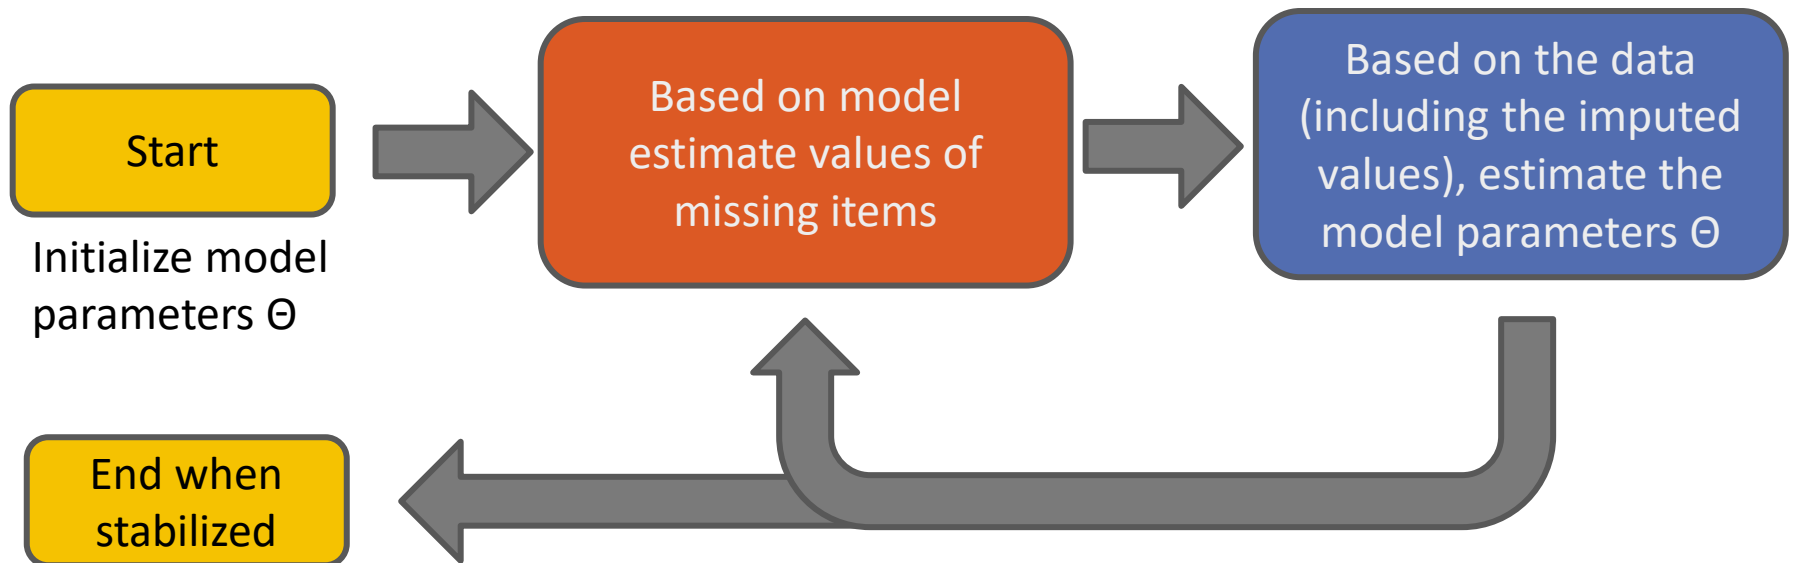 Start
Initialize model
parameters Θ
Based on model
estimate values of
missing items
Based on the data
(including the imputed
values), estimate the
model parameters Θ
End when
stabilized